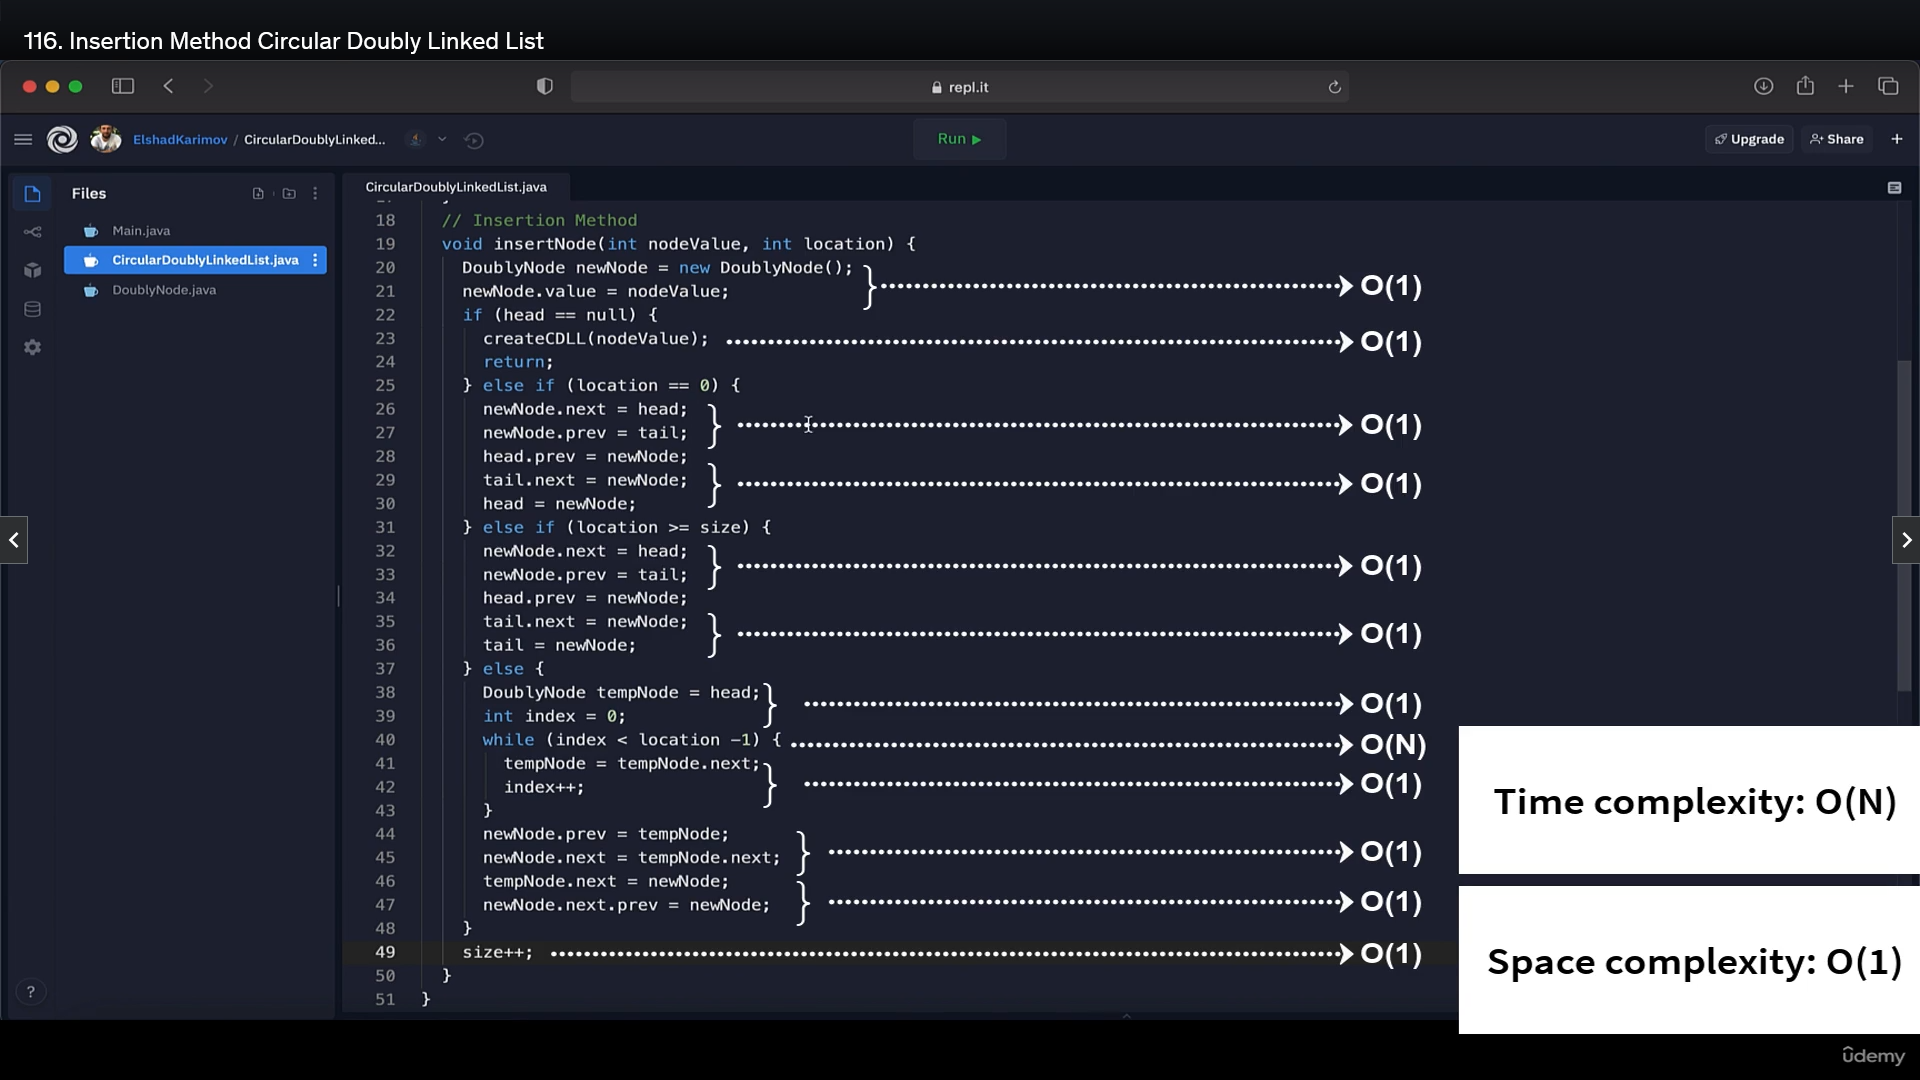 116. Insertion Method Circular Doubly Linked List
repl.it
ElshadKarimov / CircularDoublyLinked...
Run
Upgrade
Share
Files
Main.java
CircularDoublyLinkedList.java
DoublyNode.java
CircularDoublyLinkedList.java
18 // Insertion Method
19 void insertNode(int nodeValue, int location) {
20 DoublyNode newNode = new DoublyNode();
21 newNode.value = nodeValue;
O(1)
22 if (head == null) {
23 createCDLL(nodeValue); O(1)
24 return;
25 } else if (location == 0) {
26 newNode.next = head;
27 newNode.prev = tail;
O(1)
28 head.prev = newNode;
29 tail.next = newNode;
O(1)
30 head = newNode;
31 } else if (location >= size) {
32 newNode.next = head;
33 newNode.prev = tail;
O(1)
34 head.prev = newNode;
35 tail.next = newNode;
O(1)
36 tail = newNode;
37 } else {
38 DoublyNode tempNode = head;
39 int index = 0;
O(1)
40 while (index < location -1) { O(N)
41 tempNode = tempNode.next;
42 index++;
O(1)
43 }
44 newNode.prev = tempNode;
45 newNode.next = tempNode.next;
O(1)
46 tempNode.next = newNode;
47 newNode.next.prev = newNode;
O(1)
48 }
49 size++; O(1)
50 }
51 }
Time complexity: O(N)
Space complexity: O(1)
?
ûdemy